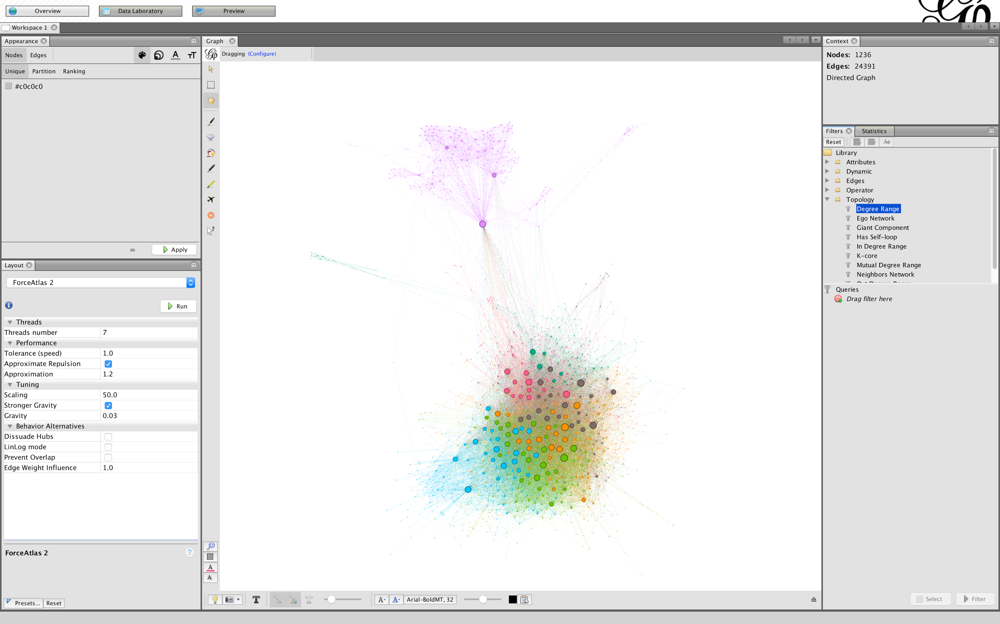 Overview
Data Laboratory
Preview
Workspace 1
Appearance
Nodes
Edges
Unique
Partition
Ranking
#c0c0c0
Apply
Layout
ForceAtlas 2
Run
Threads
Threads number 7
Performance
Tolerance (speed) 1.0
Approximate Repulsion
Approximation 1.2
Tuning
Scaling 50.0
Stronger Gravity
Gravity 0.03
Behavior Alternatives
Dissuade Hubs
LinLog mode
Prevent Overlap
Edge Weight Influence 1.0
ForceAtlas 2
?
Presets...
Reset
Graph
Dragging (Configure)
Arial-BoldMT, 32
Context
Nodes: 1236
Edges: 24391
Directed Graph
Filters
Statistics
Reset
Library
Attributes
Dynamic
Edges
Operator
Topology
Degree Range
Ego Network
Giant Component
Has Self-loop
In Degree Range
K-core
Mutual Degree Range
Neighbors Network
Queries
Drag filter here
Select
Filter